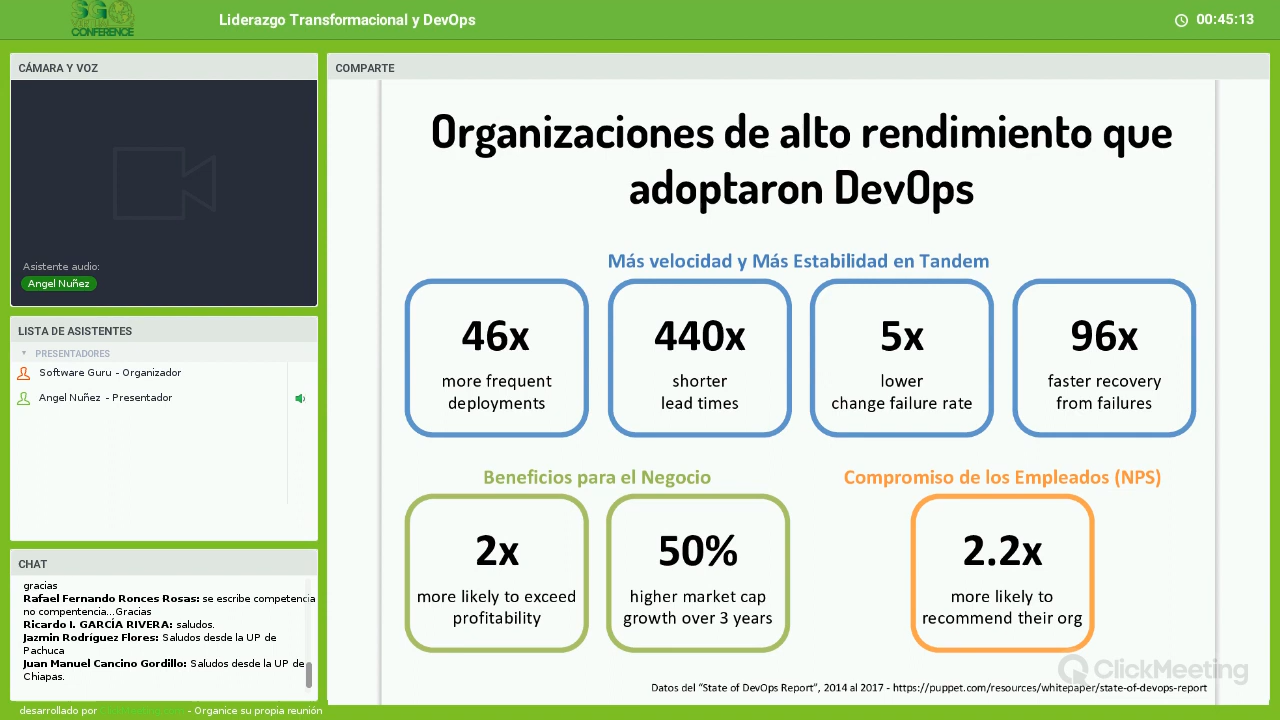 SG VIRTUAL
CONFERENCE
Liderazgo Transformacional y DevOps
00:45:13
CÁMARA Y VOZ
Asistente audio:
Angel Nuñez
LISTA DE ASISTENTES
PRESENTADORES
Software Guru - Organizador
Angel Nuñez - Presentador
CHAT
gracias
Rafael Fernando Ronces Rosas: se escribe competencia
no compentencia...Gracias
Ricardo I. GARCÍA RIVERA: saludos.
Jazmin Rodríguez Flores: Saludos desde la UP de
Pachuca
Juan Manuel Cancino Gordillo: Saludos desde la UP de
Chiapas.
desarrollado por - Organice su propia reunión
COMPARTE
Organizaciones de alto rendimiento que
adoptaron DevOps
Más velocidad y Más Estabilidad en Tandem
46x
more frequent
deployments
440x
shorter
lead times
5x
lower
change failure rate
96x
faster recovery
from failures
Beneficios para el Negocio
2x
more likely to exceed
profitability
50%
higher market cap
growth over 3 years
Compromiso de los Empleados (NPS)
2.2x
more likely to
recommend their org
ClickMeeting
Datos del “State of DevOps Report”, 2014 al 2017 - https://puppet.com/resources/whitepaper/state-of-devops-report